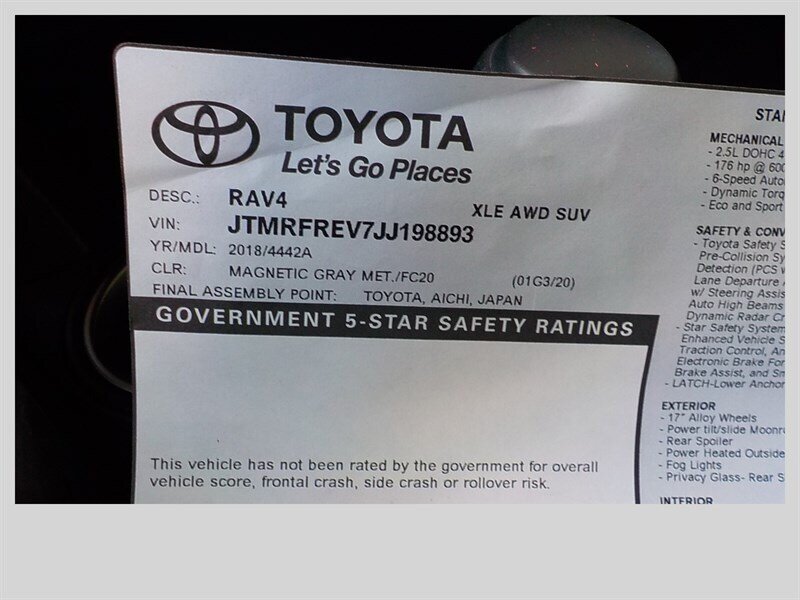 TOYOTA
Let's Go Places
DESC.: RAV4 XLE AWD SUV
VIN: JTMRFREV7JJ198893
YR/MDL: 2018/4442A
CLR: MAGNETIC GRAY MET./FC20 (01G3/20)
FINAL ASSEMBLY POINT: TOYOTA, AICHI, JAPAN
GOVERNMENT 5-STAR SAFETY RATINGS
This vehicle has not been rated by the government for overall
vehicle score, frontal crash, side crash or rollover risk.
MECHANICAL
- 2.5L DOHC 4
- 176 hp @
- 6-Speed
- Dynamic
- Eco and Sport
SAFETY &
- Toyota Safety
Pre-Collision
Detection (PCS
Lane Departure
w/ Steering
Auto High Beams
Dynamic Radar
- Star Safety System
Enhanced Vehicle
Traction Control,
Electronic Brake
Brake Assist, and
- LATCH-Lower
EXTERIOR
- 17" Alloy Wheels
- Power tilt/slide
- Rear Spoiler
- Power Heated Outside
- Fog Lights
- Privacy Glass- Rear
INTERIOR